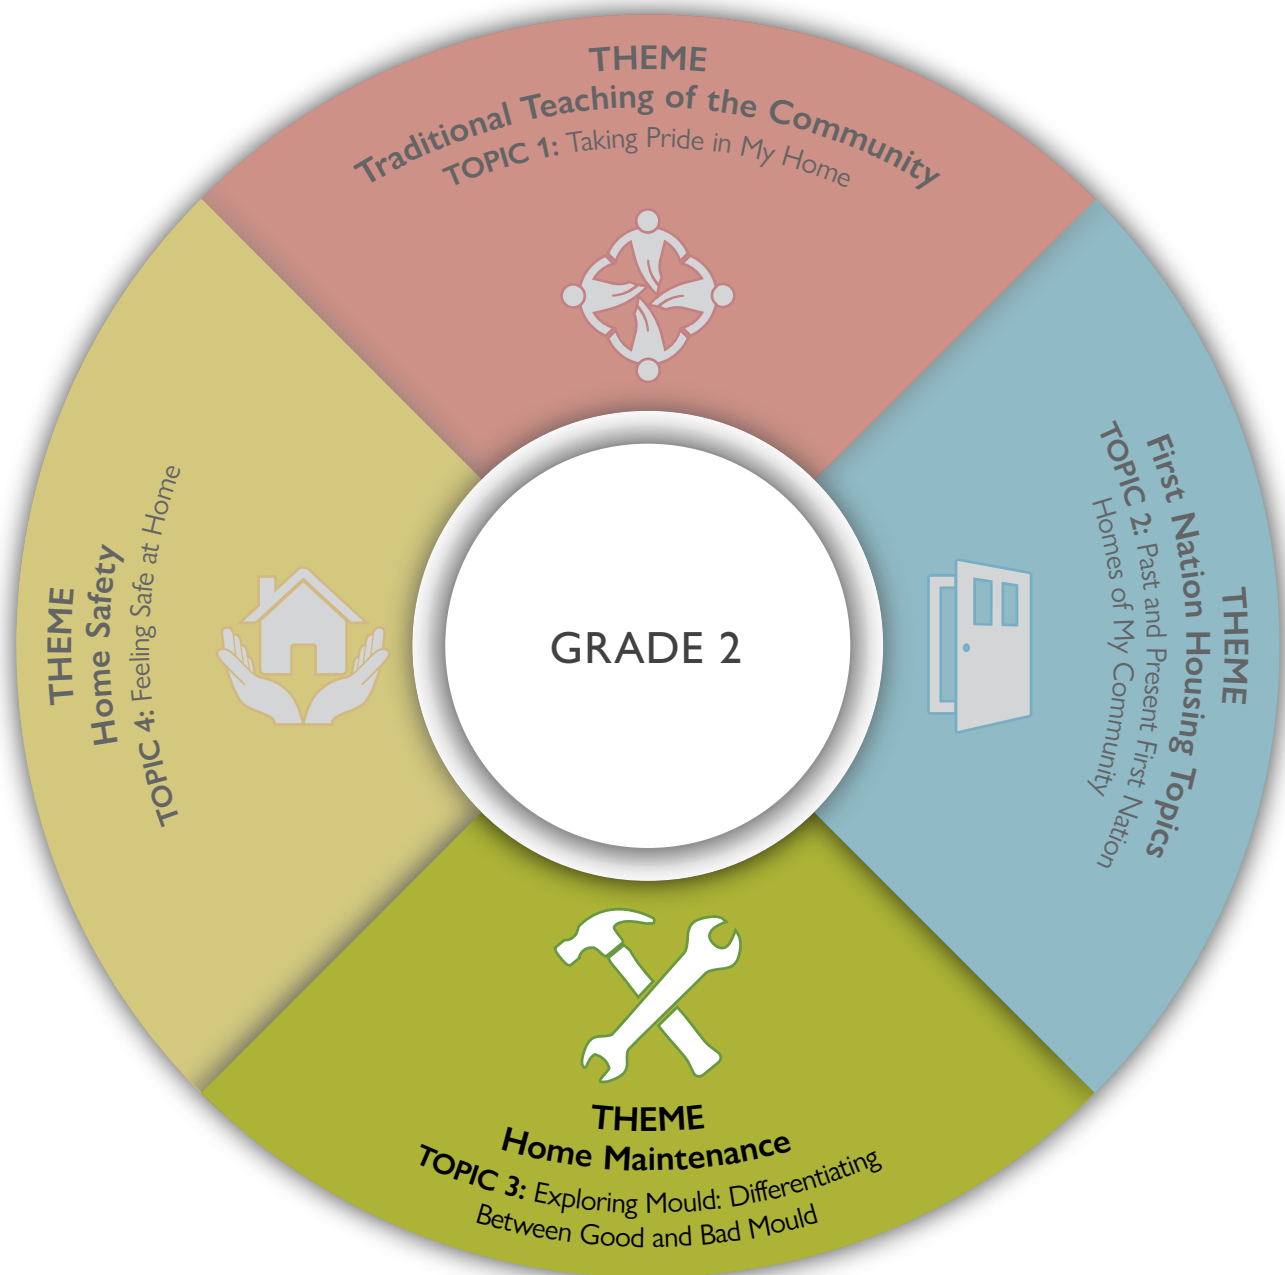 THEME
Traditional Teaching of the Community
TOPIC 1: Taking Pride in My Home
THEME
First Nation Housing Topics
TOPIC 2: Past and Present First Nation
Homes of My Community
GRADE 2
THEME
Home Maintenance
TOPIC 3: Exploring Mould: Differentiating
Between Good and Bad Mould
THEME
Home Safety
TOPIC 4: Feeling Safe at Home